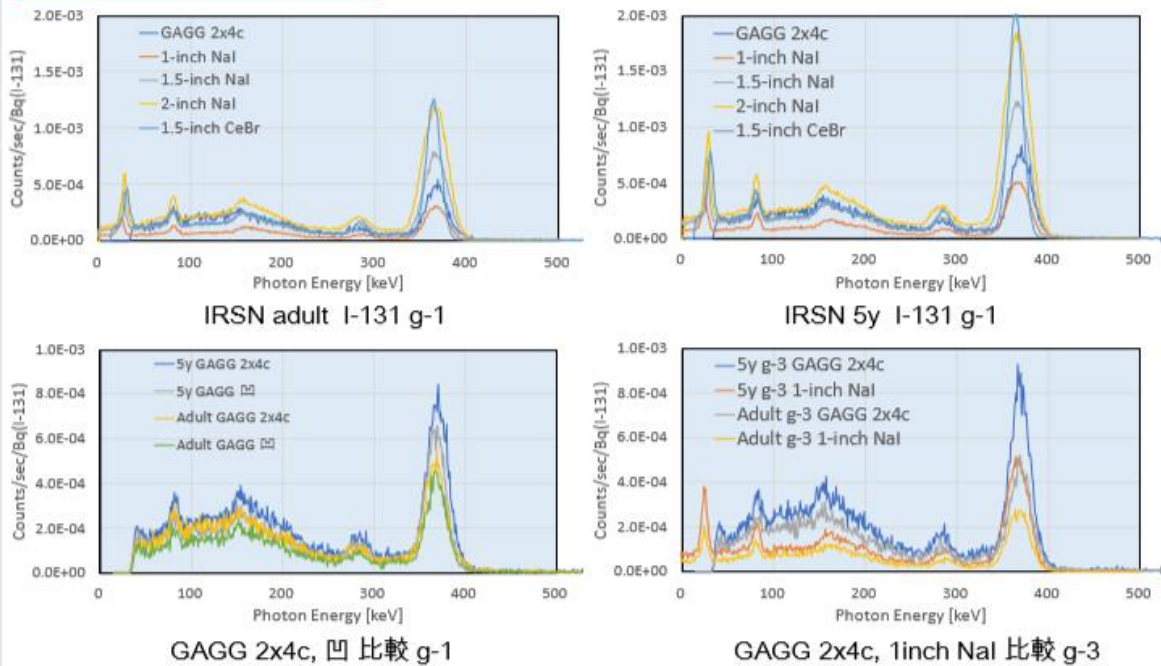 2.0E-03
1.5E-03
1.0E-03
5.0E-04
0.0E+00
Counts/sec/Bq(I-131)
GAGG 2x4c
1-inch NaI
1.5-inch NaI
2-inch NaI
1.5-inch CeBr
0 100 200 300 400 500
Photon Energy [keV]
IRSN adult I-131 g-1
2.0E-03
1.5E-03
1.0E-03
5.0E-04
0.0E+00
Counts/sec/Bq(I-131)
GAGG 2x4c
1-inch NaI
1.5-inch NaI
2-inch NaI
1.5-inch CeBr
0 100 200 300 400 500
Photon Energy [keV]
IRSN 5y I-131 g-1
1.0E-03
8.0E-04
6.0E-04
4.0E-04
2.0E-04
0.0E+00
Counts/sec/Bq(I-131)
5y GAGG 2x4c
5y GAGG 凹
Adult GAGG 2x4c
Adult GAGG 凹
0 100 200 300 400 500
Photon Energy [keV]
GAGG 2x4c, 凹 比較 g-1
1.0E-03
8.0E-04
6.0E-04
4.0E-04
2.0E-04
0.0E+00
Counts/sec/Bq(I-131)
5y g-3 GAGG 2x4c
5y g-3 1-inch NaI
Adult g-3 GAGG 2x4c
Adult g-3 1-inch NaI
0 100 200 300 400 500
Photon Energy [keV]
GAGG 2x4c, 1inch NaI 比較 g-3